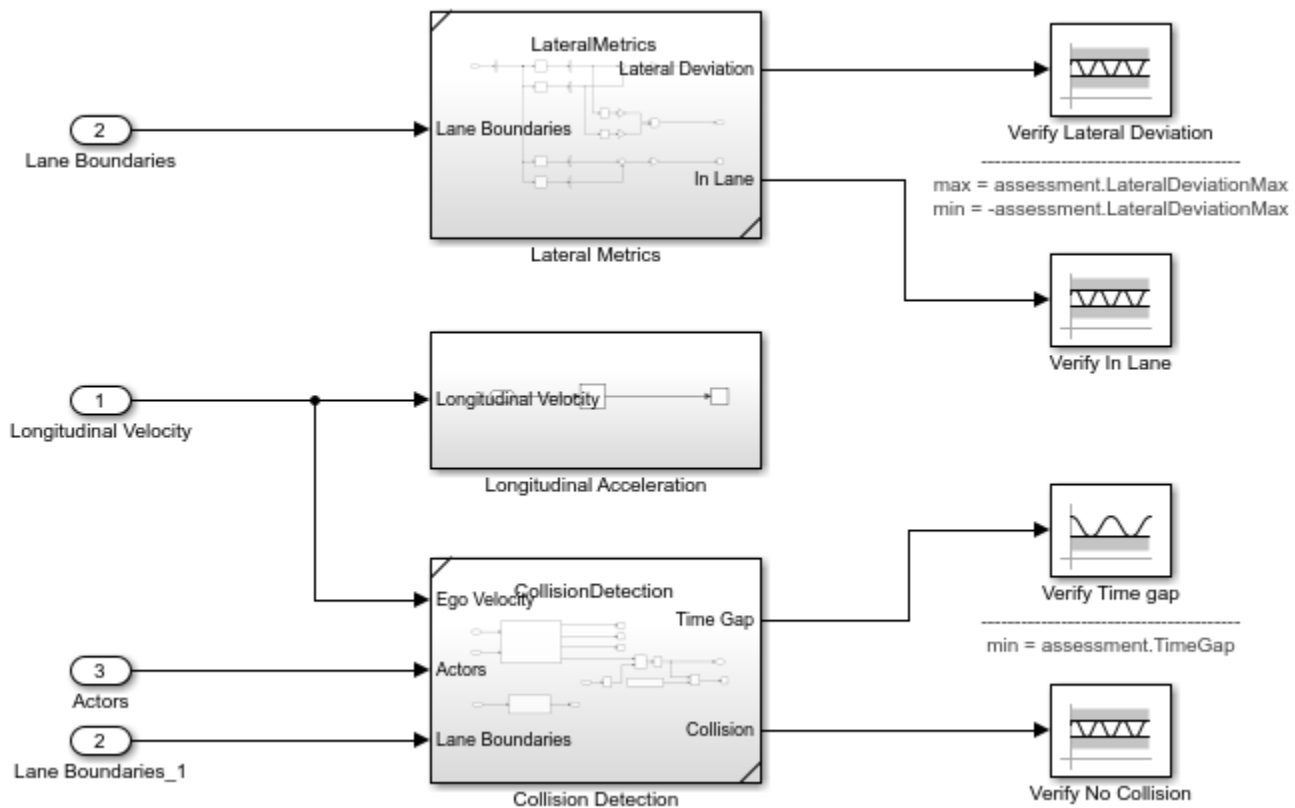 LateralMetrics
Lateral Deviation
Lane Boundaries
In Lane
Lateral Metrics
2
Lane Boundaries
Verify Lateral Deviation
------------------------------------------
max = assessment.LateralDeviationMax
min = -assessment.LateralDeviationMax
Verify In Lane
1
Longitudinal Velocity
Longitudinal Velocity
Longitudinal Acceleration
CollisionDetection
Ego Velocity
Time Gap
Actors
Lane Boundaries
Collision
Collision Detection
3
Actors
2
Lane Boundaries_1
Verify Time gap
------------------------------------------
min = assessment.TimeGap
Verify No Collision